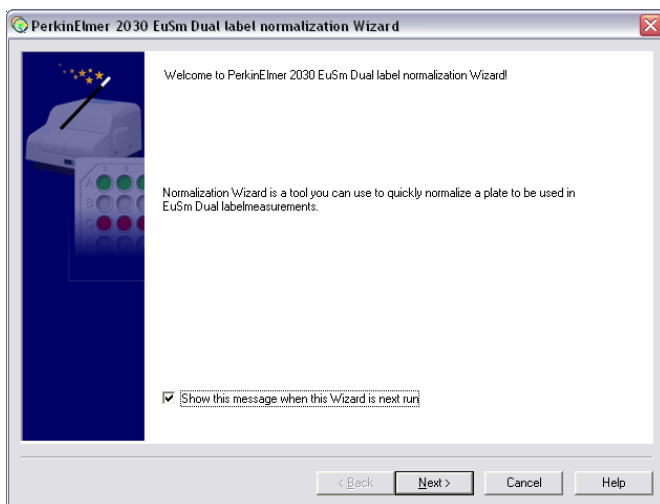 PerkinElmer 2030 EuSm Dual label normalization Wizard
Welcome to PerkinElmer 2030 EuSm Dual label normalization Wizard!
Normalization Wizard is a tool you can use to quickly normalize a plate to be used in
EuSm Dual labelmeasurements.
Show this message when this Wizard is next run
< Back Next > Cancel Help